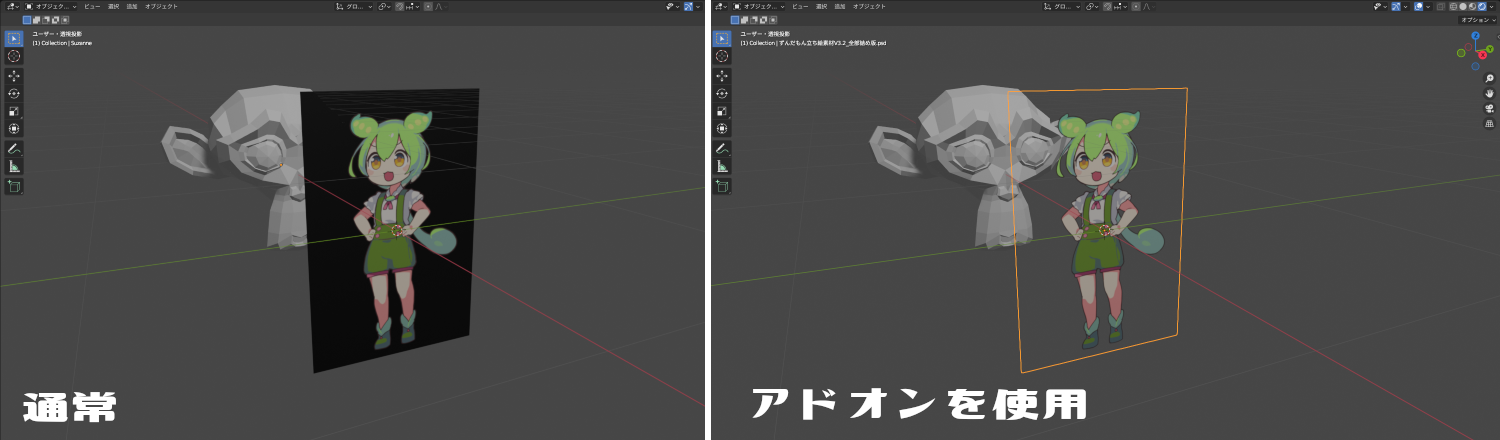 オブジェク... ビュー 選択 追加 オブジェクト グロ...
ユーザー・透視投影
(1) Collection | Suzanne
通常
オブジェク... ビュー 選択 追加 オブジェクト グロ...
オプション
ユーザー・透視投影
(1) Collection | ずんだもん立ち絵素材V3.2_全部詰め版.psd
Z
Y
X
アドオンを使用